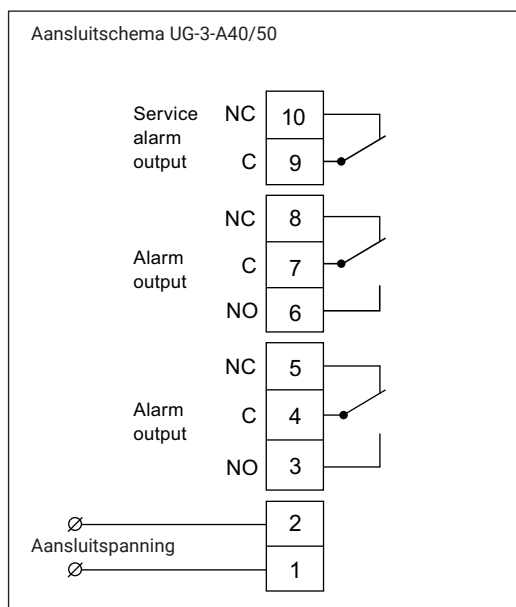 Aansluitschema UG-3-A40/50
Service
alarm
output
NC 10
C 9
Alarm
output
NC 8
C 7
NO 6
Alarm
output
NC 5
C 4
NO 3
2
Aansluitspanning
1